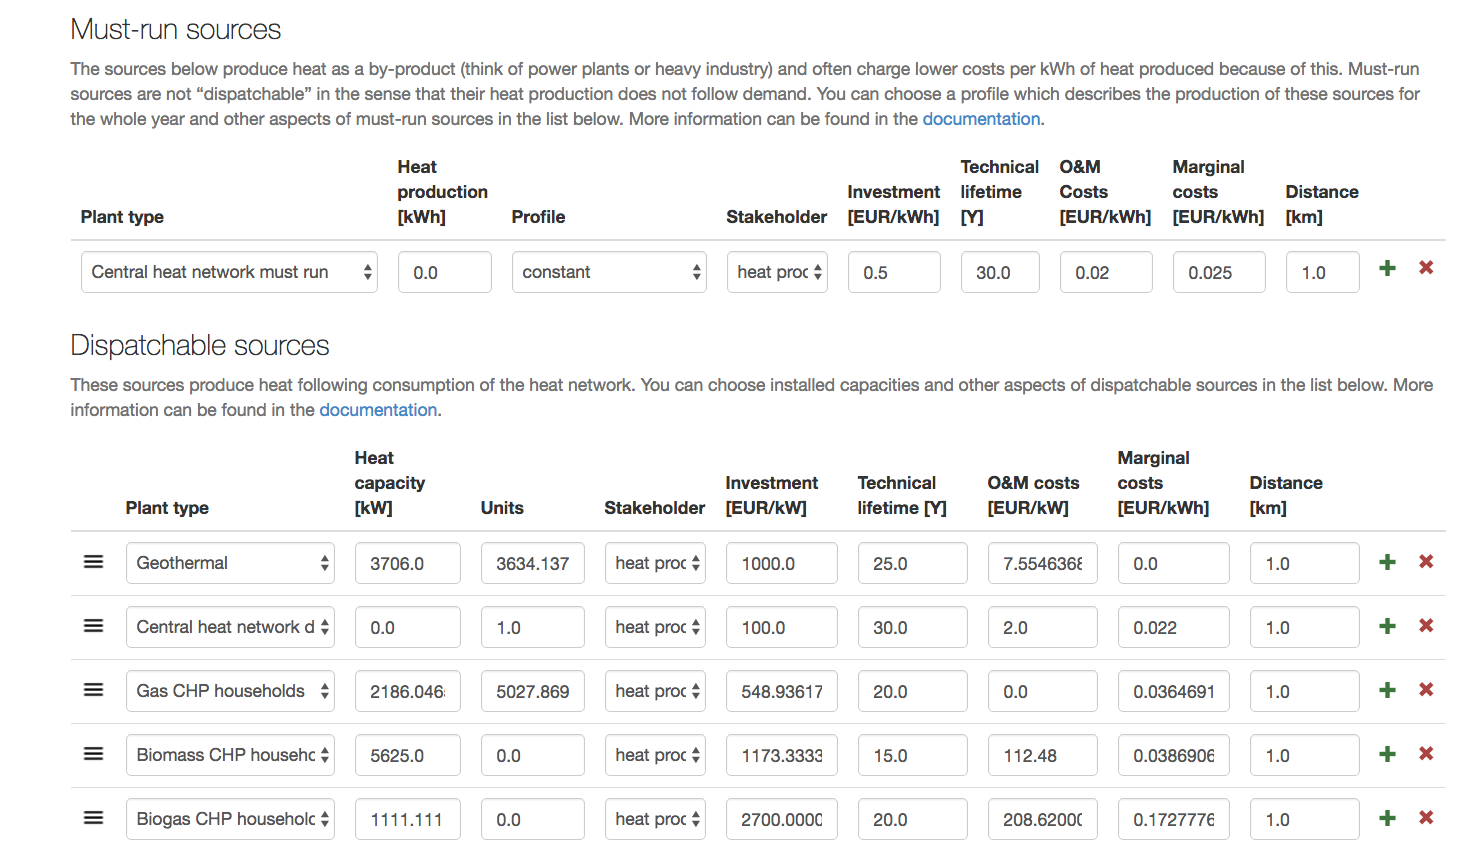 Must-run sources
The sources below produce heat as a by-product (think of power plants or heavy industry) and often charge lower costs per kWh of heat produced because of this. Must-run
sources are not “dispatchable” in the sense that their heat production does not follow demand. You can choose a profile which describes the production of these sources for
the whole year and other aspects of must-run sources in the list below. More information can be found in the documentation.
Heat Technical O&M Marginal
production Investment lifetime Costs costs Distance
Plant type [kWh] Profile Stakeholder [EUR/kWh] [Y] [EUR/kWh] [EUR/kWh] [km]
Central heat network must run 0.0 constant heat proc 0.5 30.0 0.02 0.025 1.0
Dispatchable sources
These sources produce heat following consumption of the heat network. You can choose installed capacities and other aspects of dispatchable sources in the list below. More
information can be found in the documentation.
Heat Marginal
capacity Investment Technical O&M costs costs Distance
Plant type [kW] Units Stakeholder [EUR/kW] lifetime [Y] [EUR/kW] [EUR/kWh] [km]
Geothermal 3706.0 3634.137 heat proc 1000.0 25.0 7.5546368 0.0 1.0
Central heat network d 0.0 1.0 heat proc 100.0 30.0 2.0 0.022 1.0
Gas CHP households 2186.046 5027.869 heat proc 548.93617 20.0 0.0 0.0364691 1.0
Biomass CHP househc 5625.0 0.0 heat proc 1173.3333 15.0 112.48 0.0386906 1.0
Biogas CHP householc 1111.111 0.0 heat proc 2700.0000 20.0 208.62000 0.1727776 1.0